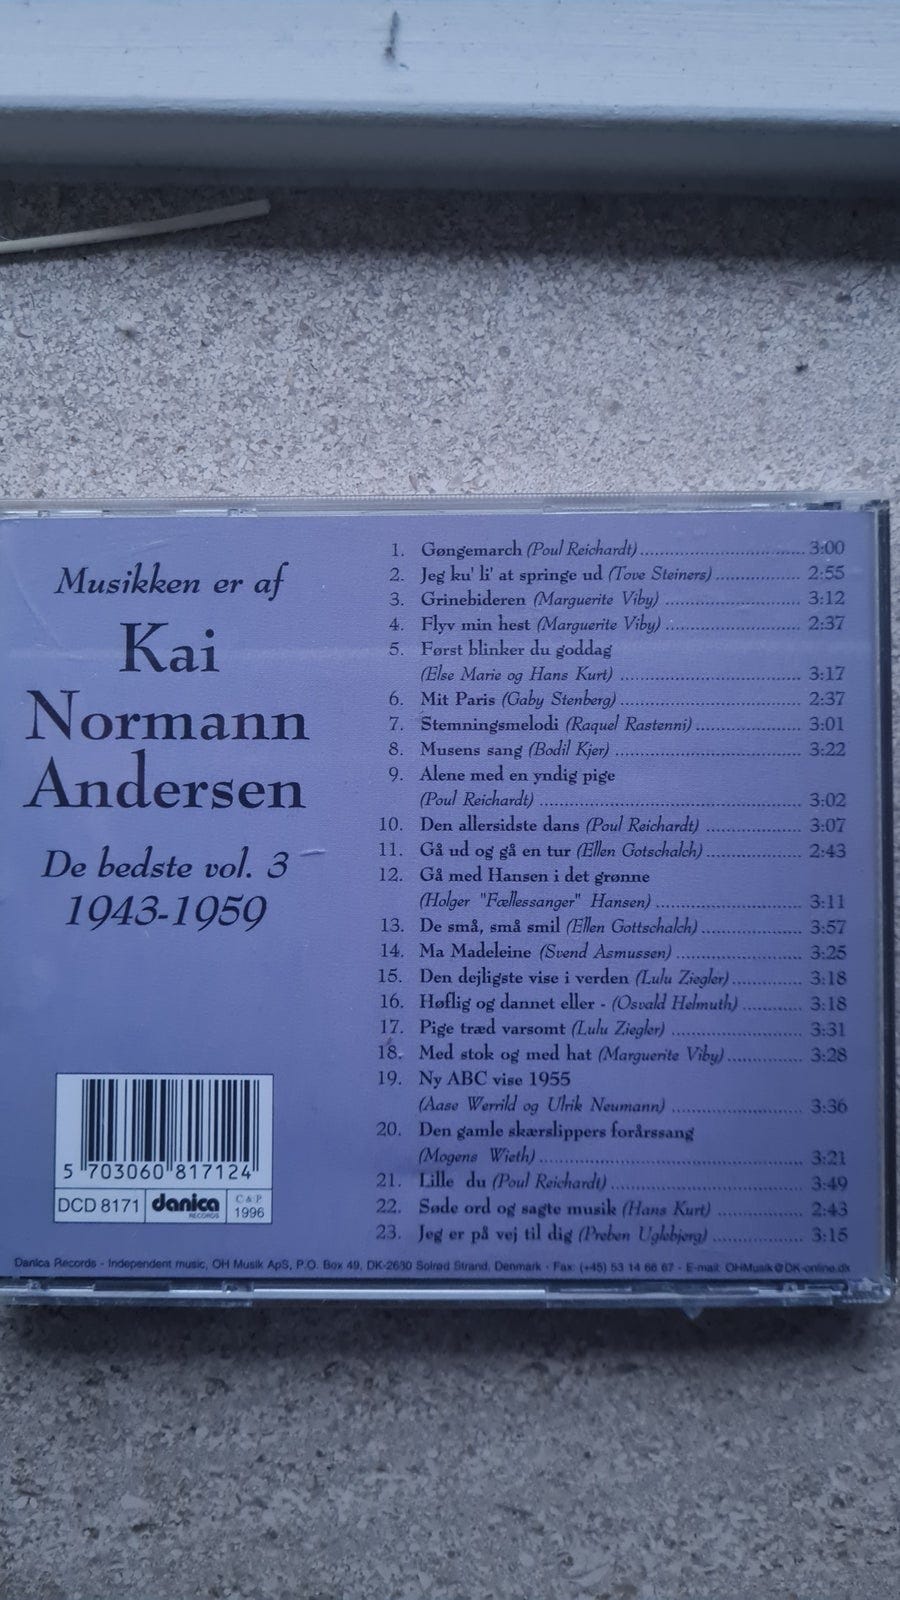 Musikken er af
Kai
Normann
Andersen
De bedste vol. 3
1943-1959
1. Gøngemarch (Poul Reichardt) 3:00
2. Jeg ku' li' at springe ud (Tove Steiners) 2:55
3. Grinebideren (Marguerite Viby) 3:12
4. Flyv min hest (Marguerite Viby) 2:37
5. Først blinker du goddag
(Else Marie og Hans Kurt) 3:17
6. Mit Paris (Gaby Stenberg) 2:37
7. Stemningsmelodi (Raquel Rastenni) 3:01
8. Musens sang (Bodil Kjer) 3:22
9. Alene med en yndig pige
(Poul Reichardt) 3:02
10. Den allersidste dans (Poul Reichardt) 3:07
11. Gå ud og gå en tur (Ellen Gotschalch) 2:43
12. Gå med Hansen i det grønne
(Holger "Fællessanger" Hansen) 3:11
13. De små, små smil (Ellen Gottschalch) 3:57
14. Ma Madeleine (Svend Asmussen) 3:25
15. Den dejligste vise i verden (Lulu Ziegler) 3:18
16. Høflig og dannet eller - (Osvald Helmuth) 3:18
17. Pige træd varsomt (Lulu Ziegler) 3:31
18. Med stok og med hat (Marguerite Viby) 3:28
19. Ny ABC vise 1955
(Aase Werrild og Ulrik Neumann) 3:36
20. Den gamle skærslippers forårssang
(Mogens Wieth) 3:21
21. Lille du (Poul Reichardt) 3:49
22. Søde ord og sagte musik (Hans Kurt) 2:43
23. Jeg er på vej til dig (Preben Uglebjerg) 3:15
5 703060 817124
DCD 8171 danica RECORDS C & P 1996
Danica Records - Independent music, OH Musik ApS, P.O. Box 49, DK-2680 Solrød Strand, Denmark - Fax: (+45) 53 14 66 67 - E-mail: OHMusik@DK-online.dk